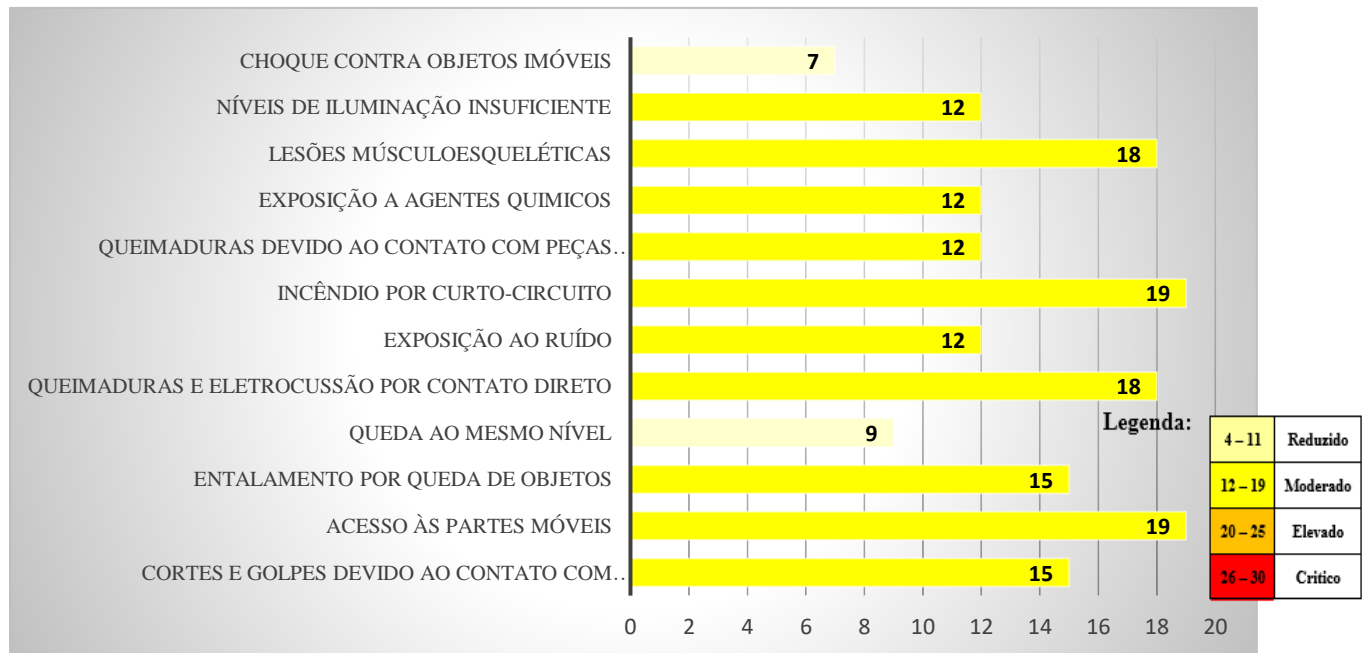 CHOQUE CONTRA OBJETOS IMÓVEIS 7
NÍVEIS DE ILUMINAÇÃO INSUFICIENTE 12
LESÕES MÚSCULOESQUELÉTICAS 18
EXPOSIÇÃO A AGENTES QUIMICOS 12
QUEIMADURAS DEVIDO AO CONTATO COM PEÇAS.. 12
INCÊNDIO POR CURTO-CIRCUITO 19
EXPOSIÇÃO AO RUÍDO 12
QUEIMADURAS E ELETROCUSSÃO POR CONTATO DIRETO 18
QUEDA AO MESMO NÍVEL 9
ENTALAMENTO POR QUEDA DE OBJETOS 15
ACESSO ÀS PARTES MÓVEIS 19
CORTES E GOLPES DEVIDO AO CONTATO COM.. 15
0 2 4 6 8 10 12 14 16 18 20
Legenda:
4 – 11 Reduzido
12 – 19 Moderado
20 – 25 Elevado
26 – 30 Critico